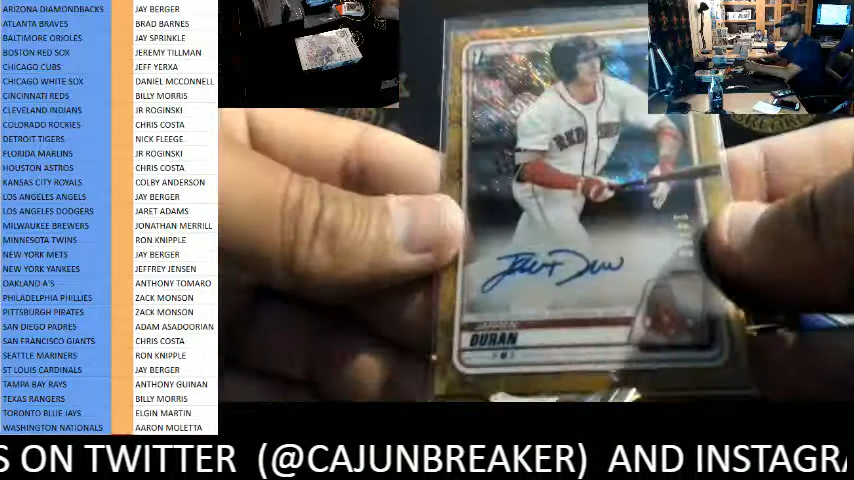 ARIZONA DIAMONDBACKS JAY BERGER
ATLANTA BRAVES BRAD BARNES
BALTIMORE ORIOLES JAY SPRINKLE
BOSTON RED SOX JEREMY TILLMAN
CHICAGO CUBS JEFF YERXA
CHICAGO WHITE SOX DANIEL MCCONNELL
CINCINNATI REDS BILLY MORRIS
CLEVELAND INDIANS JR ROGINSKI
COLORADO ROCKIES CHRIS COSTA
DETROIT TIGERS NICK FLEEGE
FLORIDA MARLINS JR ROGINSKI
HOUSTON ASTROS CHRIS COSTA
KANSAS CITY ROYALS COLBY ANDERSON
LOS ANGELES ANGELS JAY BERGER
LOS ANGELES DODGERS JARET ADAMS
MILWAUKEE BREWERS JONATHAN MERRILL
MINNESOTA TWINS RON KNIPPLE
NEW YORK METS JAY BERGER
NEW YORK YANKEES JEFFREY JENSEN
OAKLAND A'S ANTHONY TOMARO
PHILADELPHIA PHILLIES ZACK MONSON
PITTSBURGH PIRATES ZACK MONSON
SAN DIEGO PADRES ADAM ASADOORIAN
SAN FRANCISCO GIANTS CHRIS COSTA
SEATTLE MARINERS RON KNIPPLE
ST LOUIS CARDINALS JAY BERGER
TAMPA BAY RAYS ANTHONY GUINAN
TEXAS RANGERS BILLY MORRIS
TORONTO BLUE JAYS ELGIN MARTIN
WASHINGTON NATIONALS AARON MOLETTA
RED
DURAN
S ON TWITTER (@CAJUNBREAKER) AND INSTAGRA